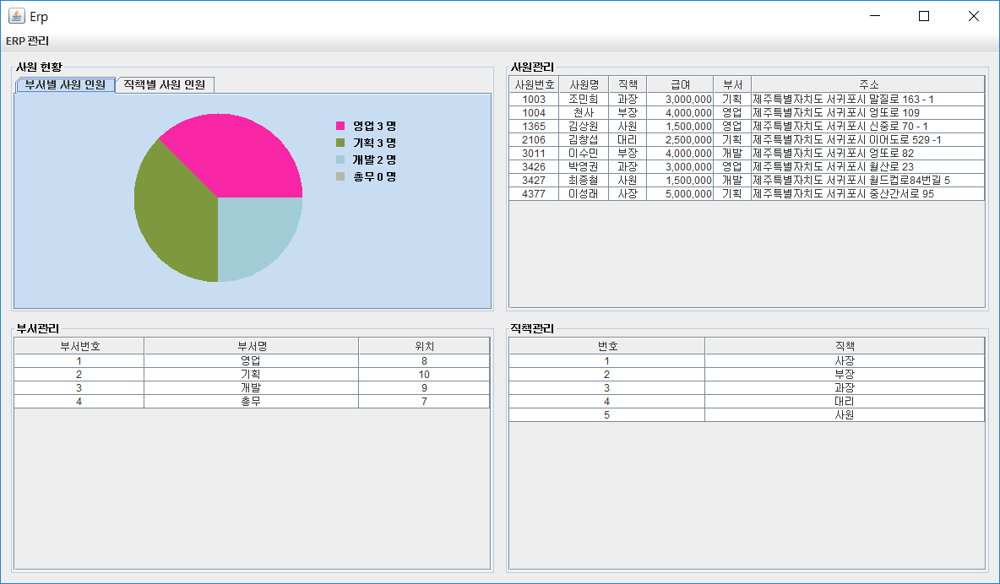 Erp
ERP 관리
사원 현황
부서별 사원 인원 직책별 사원 인원
영업 3 명
기획 3 명
개발 2 명
총무 0 명
사원관리
사원번호 사원명 직책 급여 부서 주소
1003 조민희 과장 3,000,000 기획 제주특별자치도 서귀포시 말질로 163 - 1
1004 천사 부장 4,000,000 영업 제주특별자치도 서귀포시 엉또로 109
1365 김상원 사원 1,500,000 영업 제주특별자치도 서귀포시 신중로 70 - 1
2106 김창섭 대리 2,500,000 기획 제주특별자치도 서귀포시 이어도로 529 -1
3011 이수민 부장 4,000,000 개발 제주특별자치도 서귀포시 엉또로 82
3426 박영권 과장 3,000,000 영업 제주특별자치도 서귀포시 월산로 23
3427 최종철 사원 1,500,000 개발 제주특별자치도 서귀포시 월드컵로84번길 5
4377 이성래 사장 5,000,000 기획 제주특별자치도 서귀포시 중산간서로 95
부서관리
부서번호 부서명 위치
1 영업 8
2 기획 10
3 개발 9
4 총무 7
직책관리
번호 직책
1 사장
2 부장
3 과장
4 대리
5 사원